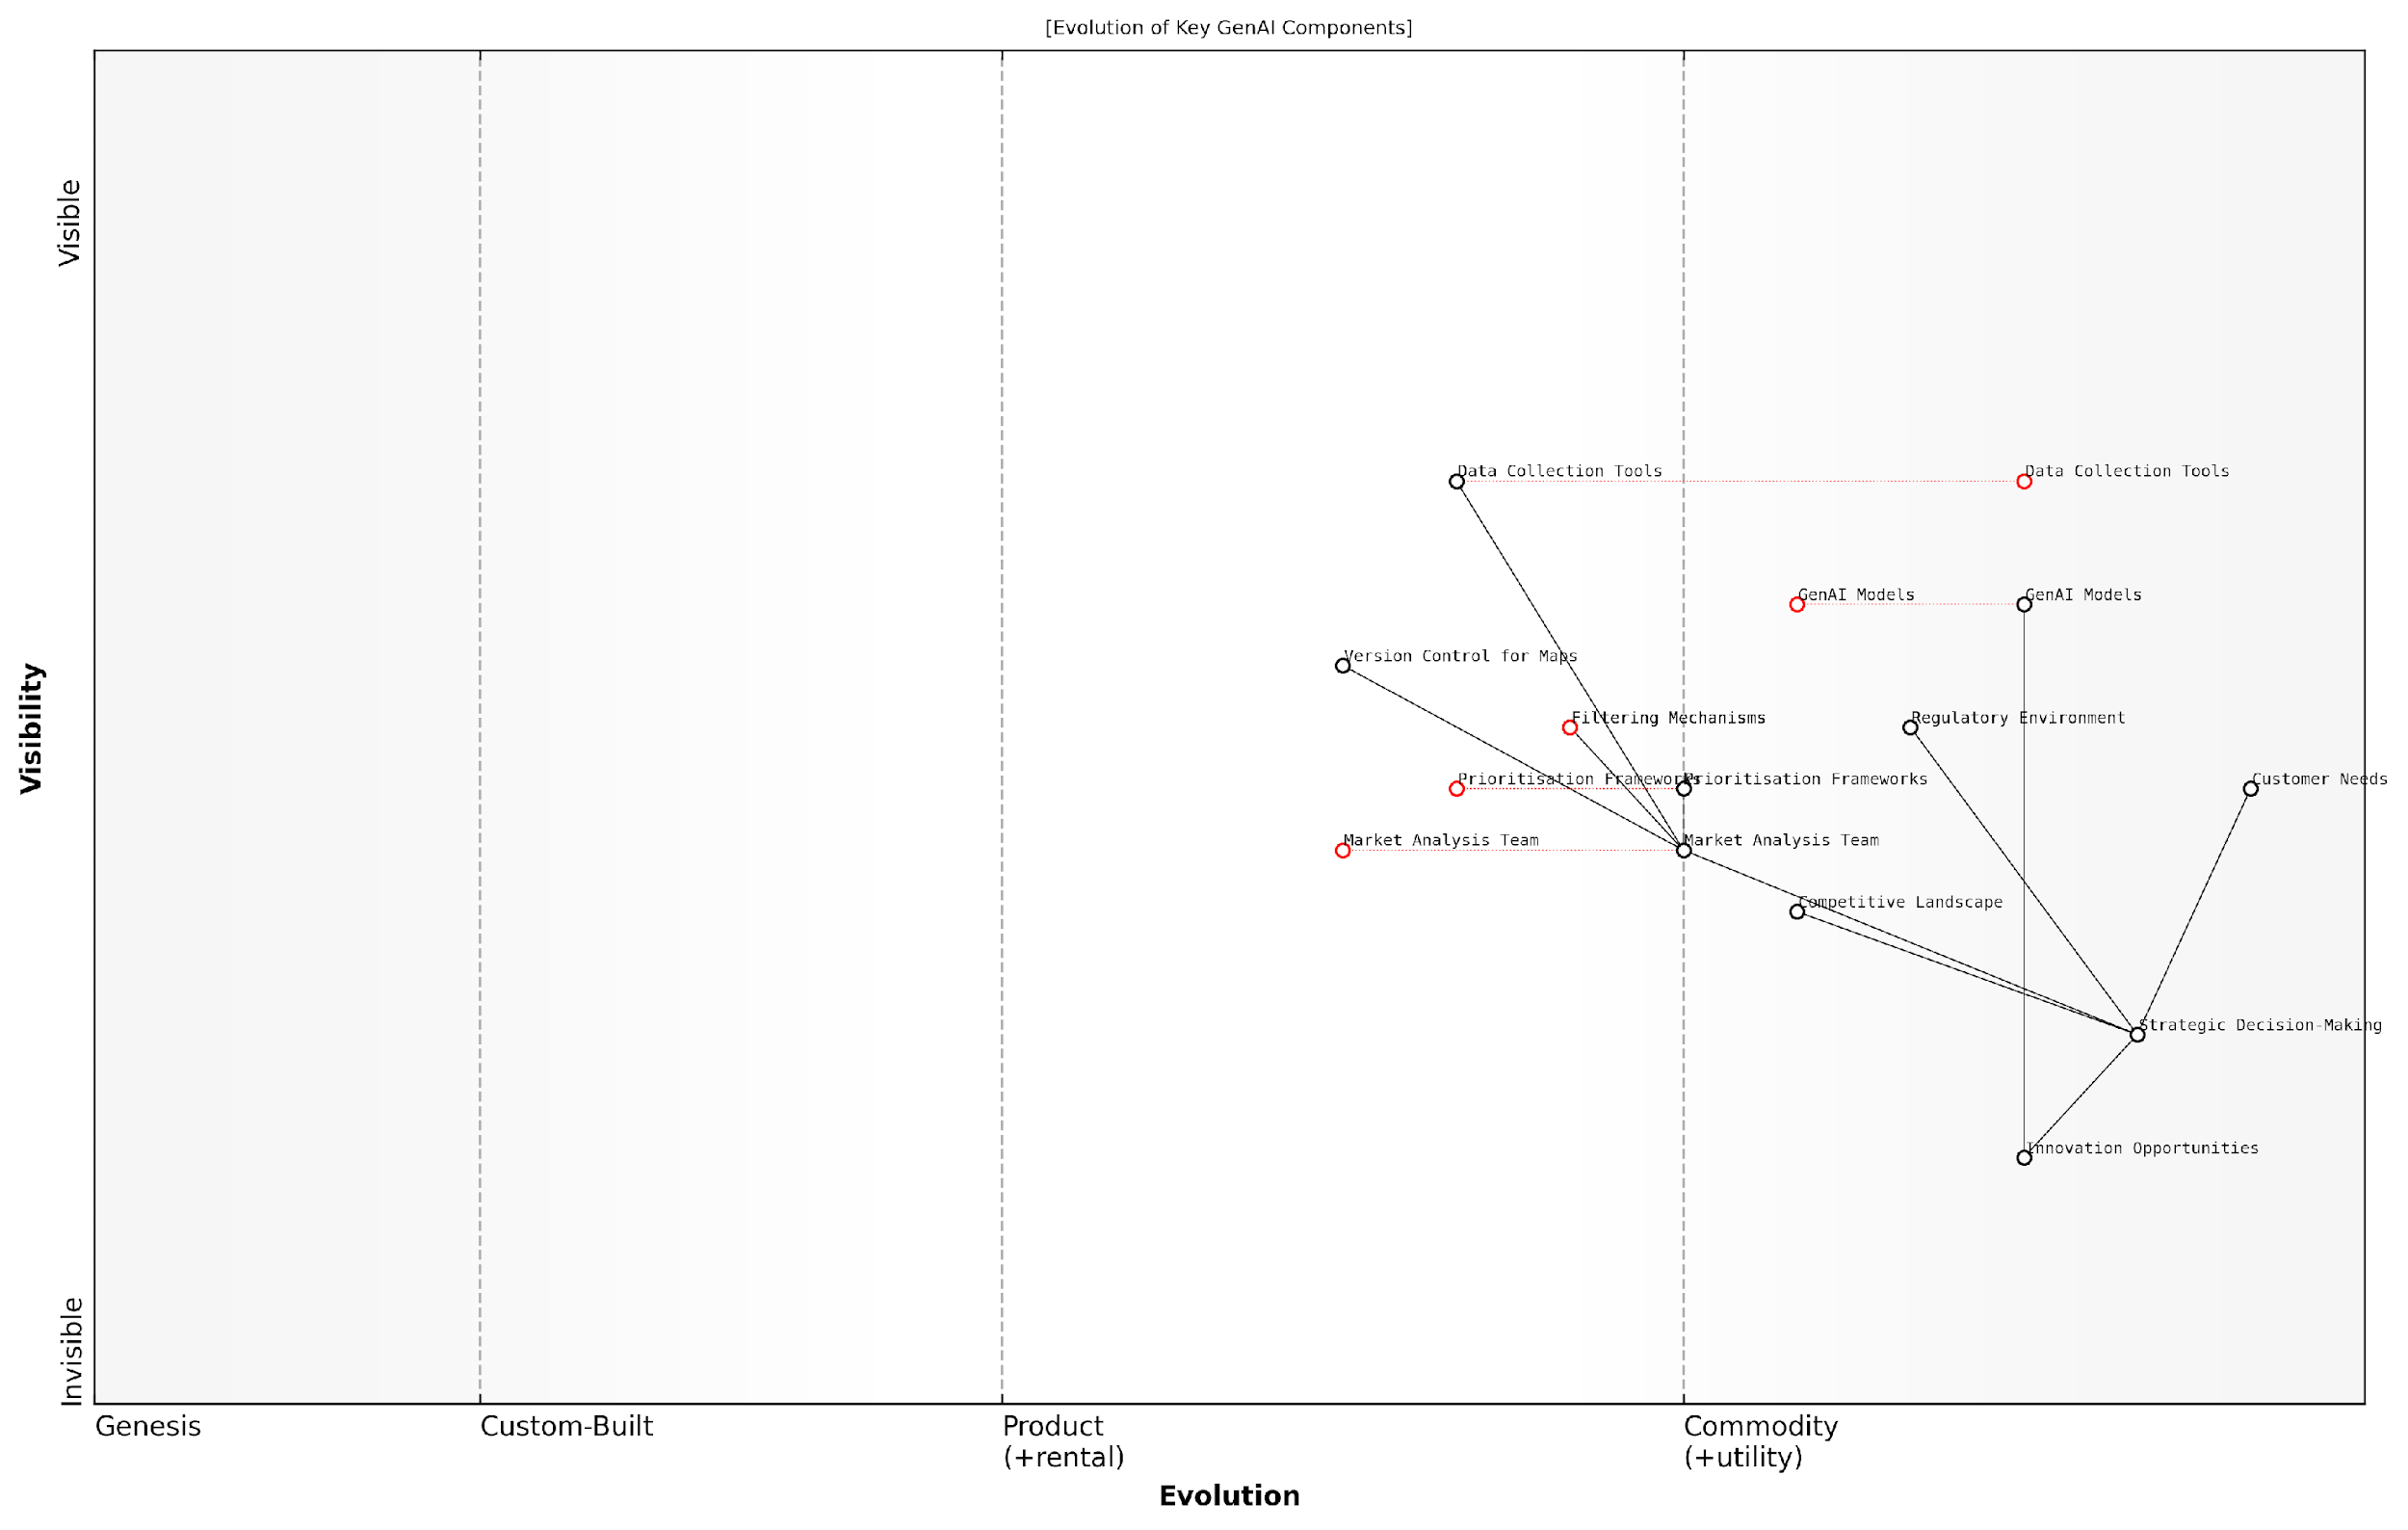 [Evolution of Key GenAI Components]
Visible
Data Collection Tools
Data Collection Tools
GenAI Models
GenAI Models
Version Control for Maps
Filtering Mechanisms
Regulatory Environment
Prioritisation Frameworks
Prioritisation Frameworks
Customer Needs
Market Analysis Team
Market Analysis Team
Competitive Landscape
Strategic Decision-Making
Innovation Opportunities
Visibility
Invisible
Genesis
Custom-Built
Product
(+rental)
Commodity
(+utility)
Evolution